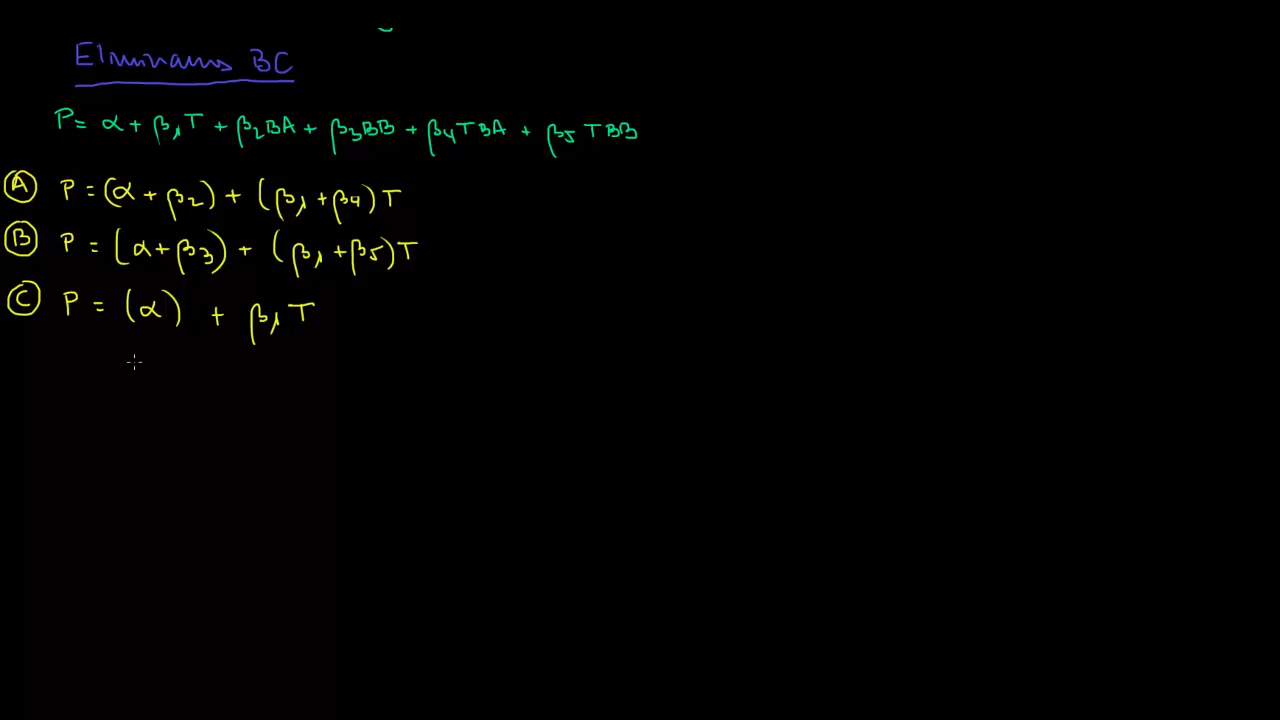 Eliminamos BC
P = α + β₁T + β₂BA + β₃BB + β₄TBA + β₅TBB
Ⓐ P = (α + β₂) + (β₁ + β₄)T
Ⓑ P = (α + β₃) + (β₁ + β₅)T
Ⓒ P = (α) + β₁T